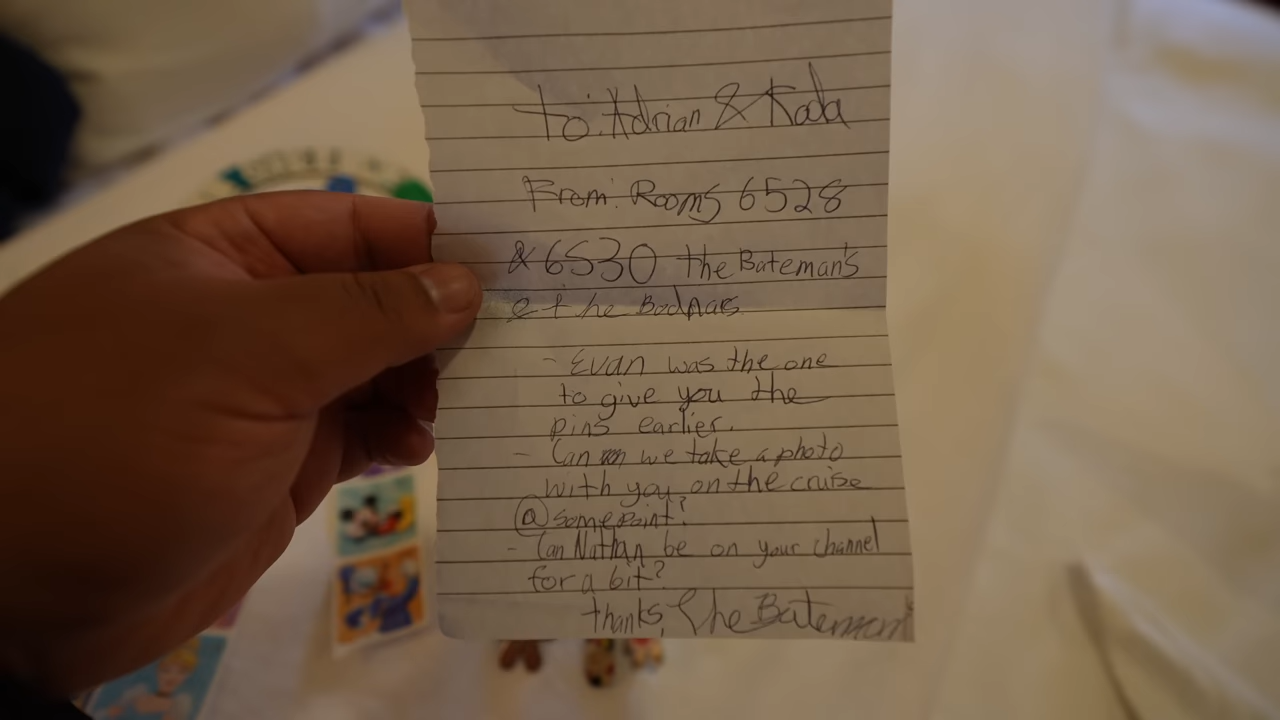 To: Adrian & Kada
From: Rooms 6528
& 6530 the Bateman's
& the Bodnars
- Evan was the one
to give you the
pins earlier.
- Can we take a photo
with you on the cruise
@ some point?
- Can Nathan be on your channel
for a bit?
thanks, The Bateman's